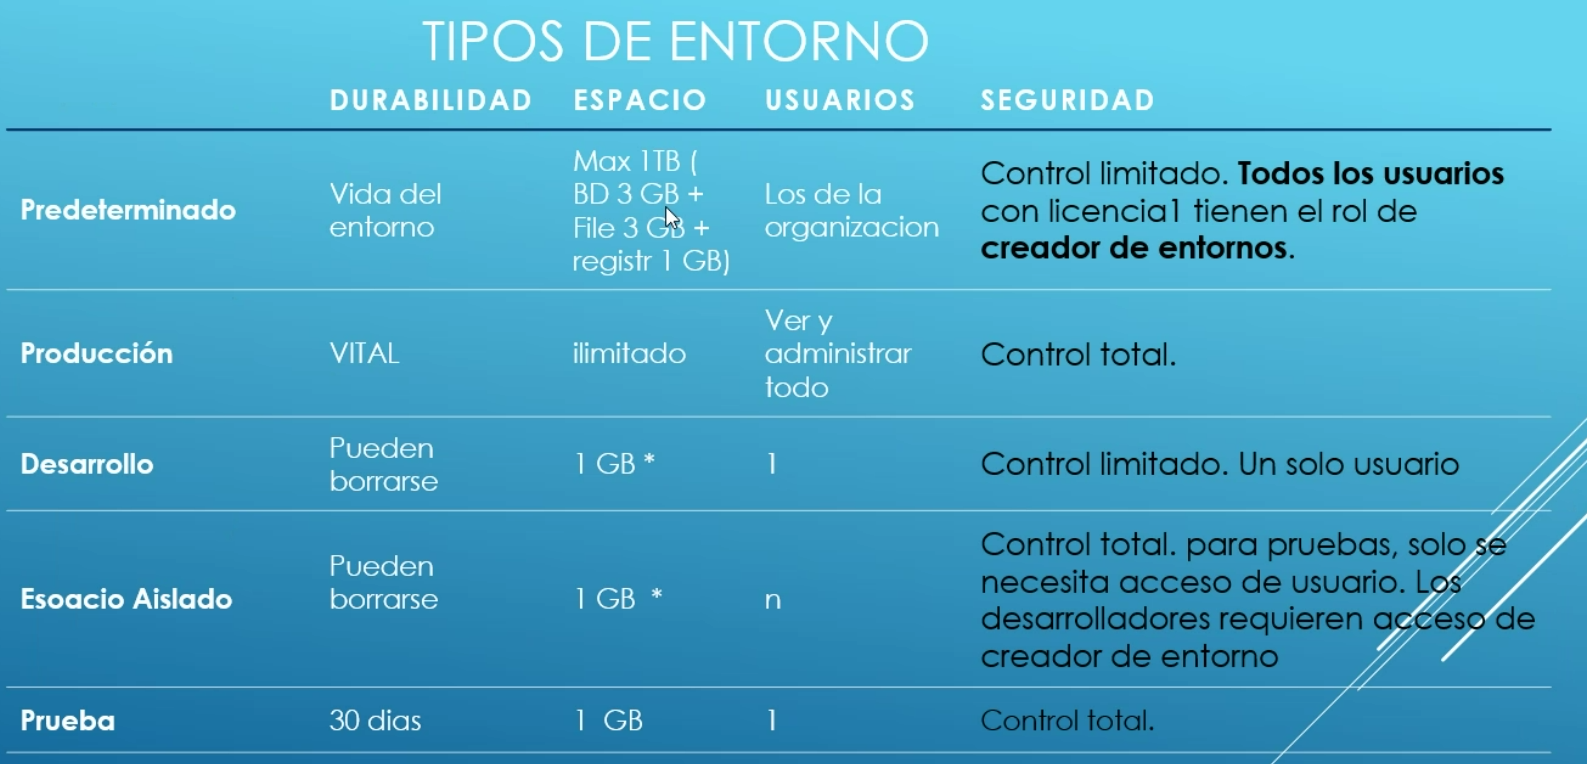 TIPOS DE ENTORNO
DURABILIDAD ESPACIO USUARIOS SEGURIDAD
Predeterminado
Vida del
entorno
Max 1TB (
BD 3 GB +
File 3 GB +
registr 1 GB)
Los de la
organizacion
Control limitado. Todos los usuarios
con licencia1 tienen el rol de
creador de entornos.
Producción
VITAL
ilimitado
Ver y
administrar
todo
Control total.
Desarrollo
Pueden
borrarse
1 GB *
1
Control limitado. Un solo usuario
Esoacio Aislado
Pueden
borrarse
1 GB *
n
Control total. para pruebas, solo se
necesita acceso de usuario. Los
desarrolladores requieren acceso de
creador de entorno
Prueba
30 dias
1 GB
1
Control total.